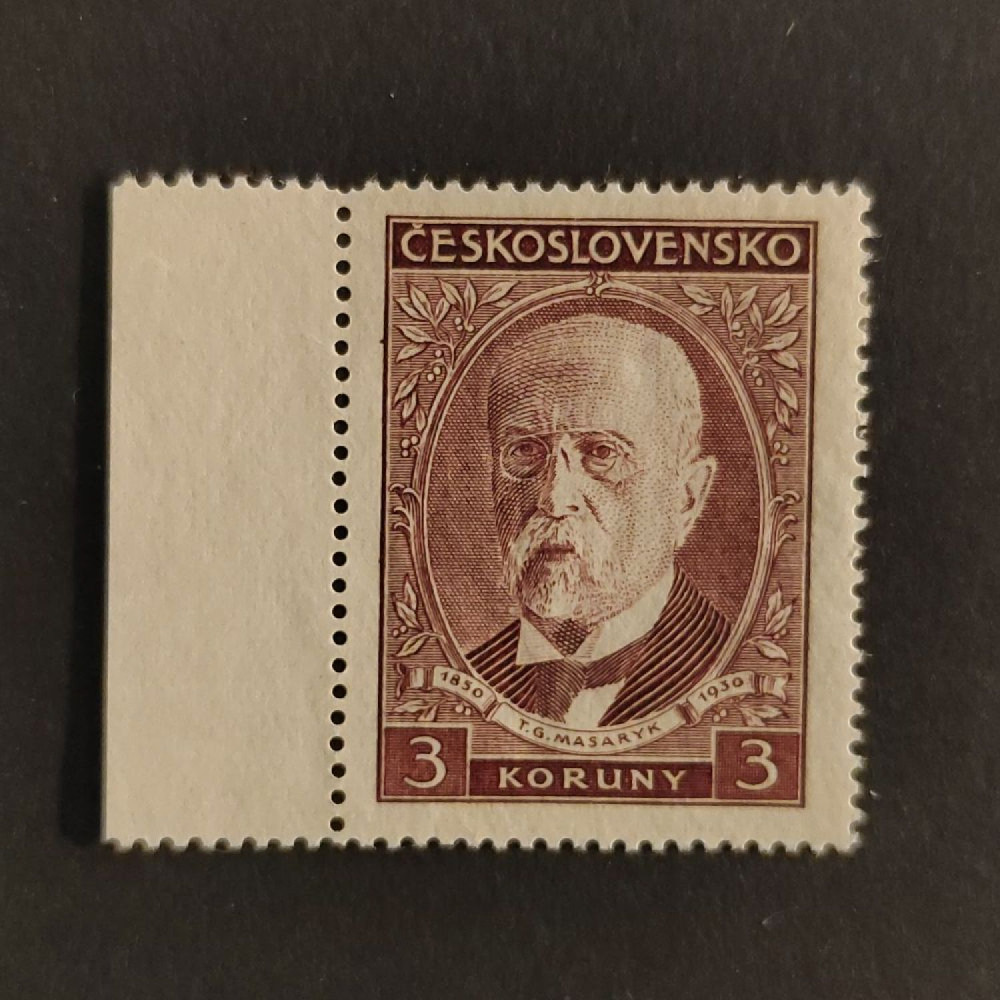 ČESKOSLOVENSKO
1850 1930
T.G.MASARYK
3 KORUNY 3